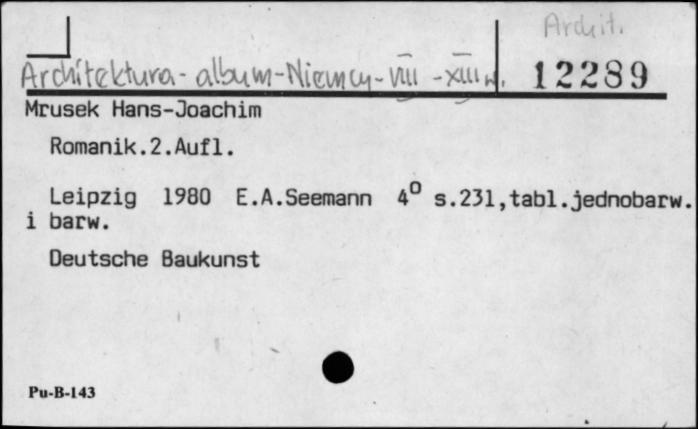 Archit.
Architektura - album - Niemcy - VIII - XIII w. 12289
Mrusek Hans-Joachim
Romanik.2.Aufl.
Leipzig 1980 E.A.Seemann 4° s.231,tabl.jednobarw.
i barw.
Deutsche Baukunst
Pu-B-143